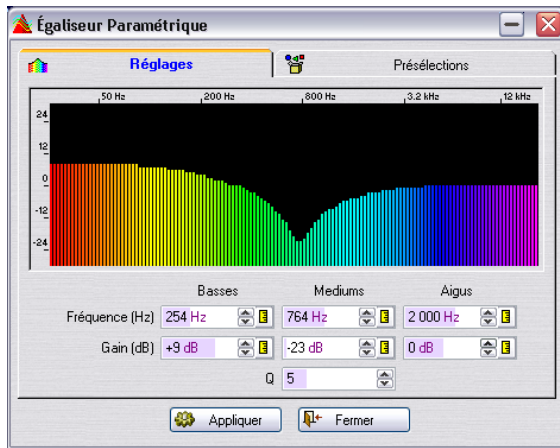 Égaliseur Paramétrique
Réglages
Présélections
50 Hz 200 Hz 800 Hz 3.2 kHz 12 kHz
24
12
0
-12
-24
Basses Mediums Aigus
Fréquence (Hz) 254 Hz 764 Hz 2 000 Hz
Gain (dB) +9 dB -23 dB 0 dB
Q 5
Appliquer Fermer